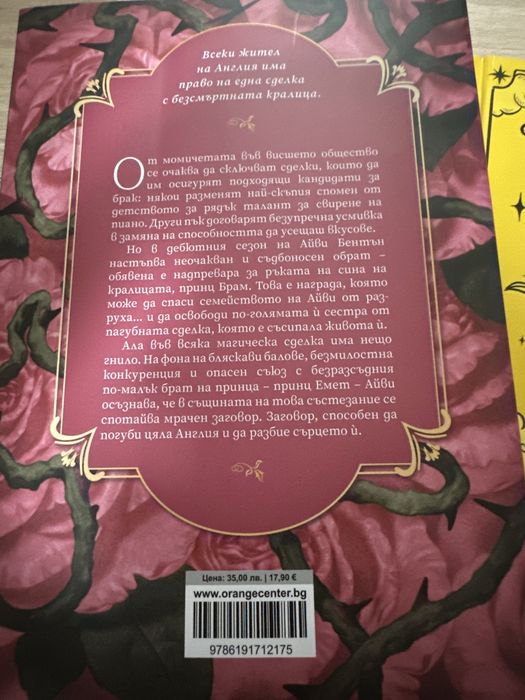 Всеки жител
на Англия има
право на една сделка
с безсмъртната кралица.
От момичетата във висшето общество
се очаква да сключват сделки, които да
им осигурят подходящи кандидати за
брак: някои разменят най-скъпия спомен от
детството за рядък талант за свирене на
пиано. Други пък договарят безупречна усмивка
в замяна на способността да усещаш вкусове.
Но в дебютния сезон на Айви Бентън
настъпва неочакван и съдбоносен обрат –
обявена е надпревара за ръката на сина на
кралицата, принц Брам. Това е награда, която
може да спаси семейството на Айви от раз-
руха... и да освободи по-голямата ѝ сестра от
пагубната сделка, която е съсипала живота ѝ.
Ала във всяка магическа сделка има нещо
гнило. На фона на бляскави балове, безмилостна
конкуренция и опасен съюз с безразсъдния
по-малък брат на принца – принц Емет – Айви
осъзнава, че в същината на това състезание се
спотайва мрачен заговор. Заговор, способен да
погуби цяла Англия и да разбие сърцето ѝ.
Цена: 35,00 лв. | 17,90 €
www.orangecenter.bg
9786191712175